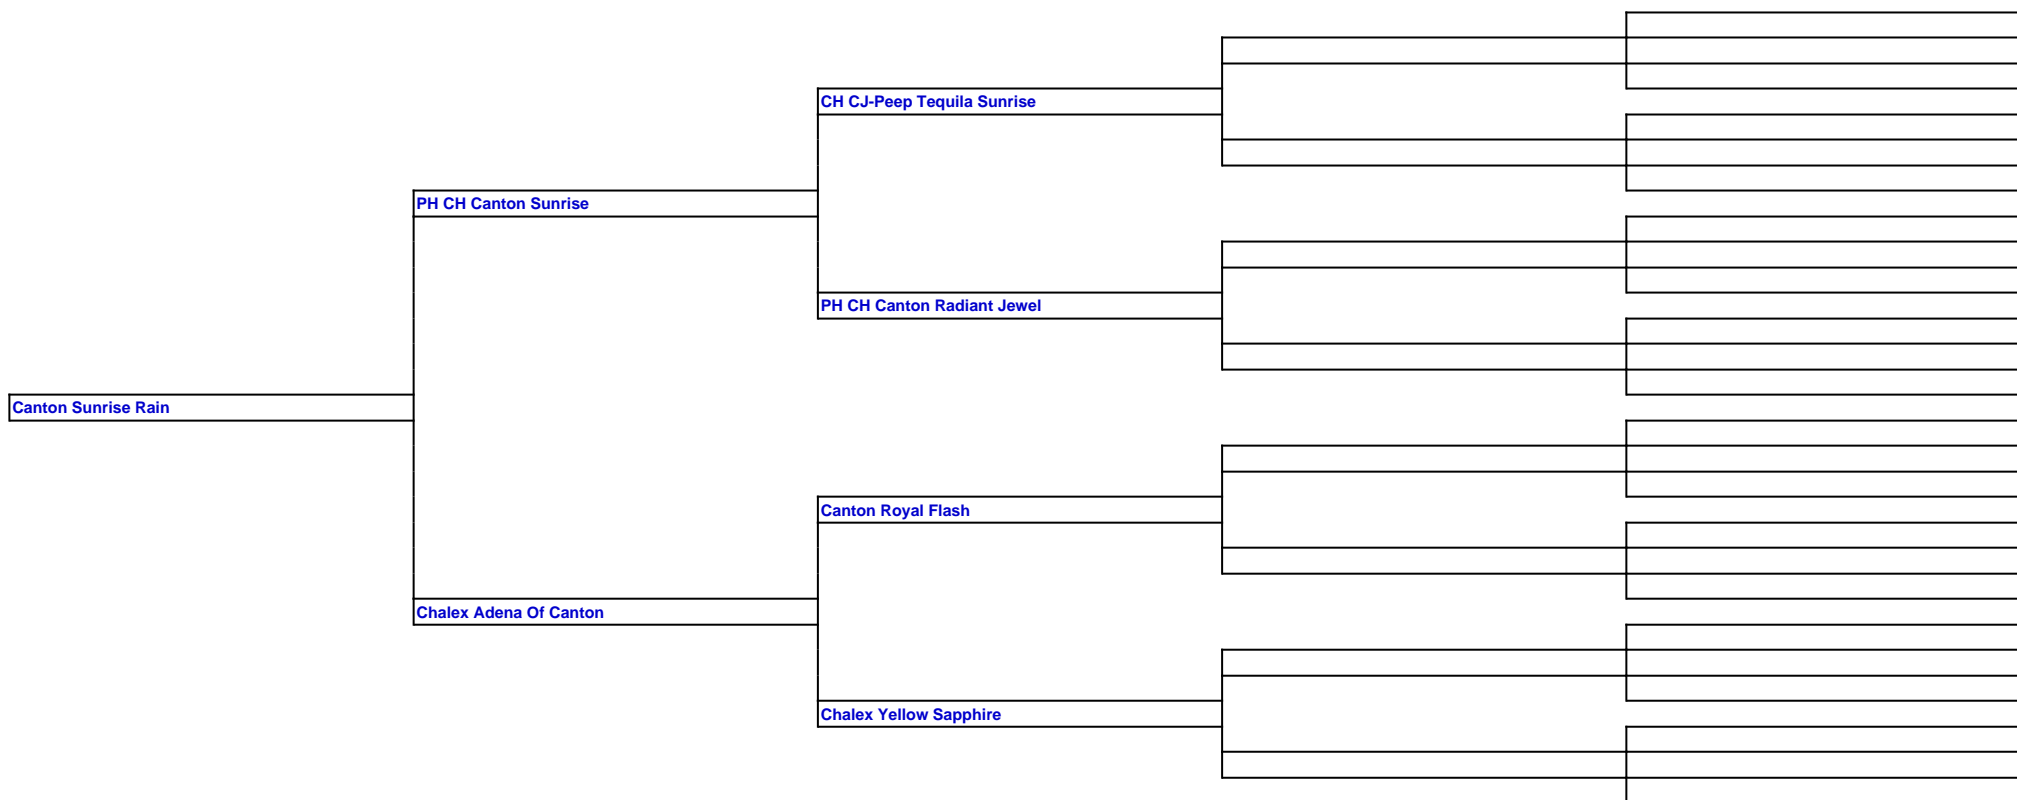 CH CJ-Peep Tequila Sunrise
PH CH Canton Sunrise
PH CH Canton Radiant Jewel
Canton Sunrise Rain
Canton Royal Flash
Chalex Adena Of Canton
Chalex Yellow Sapphire